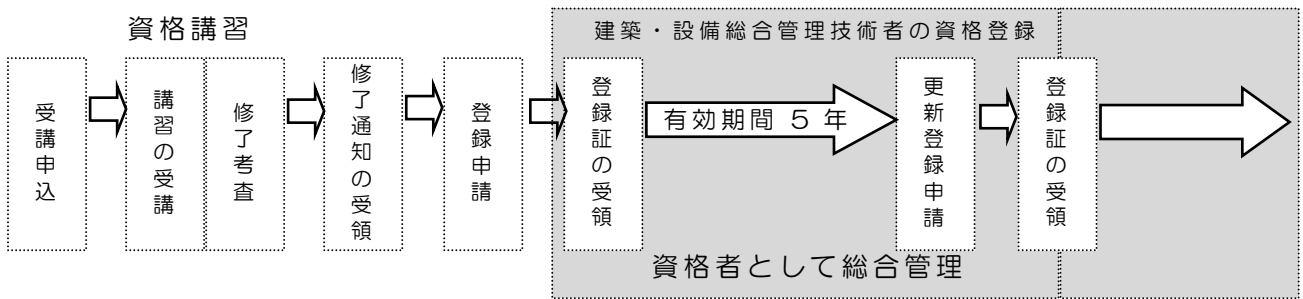 資格講習
建築・設備総合管理技術者の資格登録
受講申込
講習の受講
修了考査
修了通知の受領
登録申請
登録証の受領
有効期間 5 年
更新登録申請
登録証の受領
資格者として総合管理